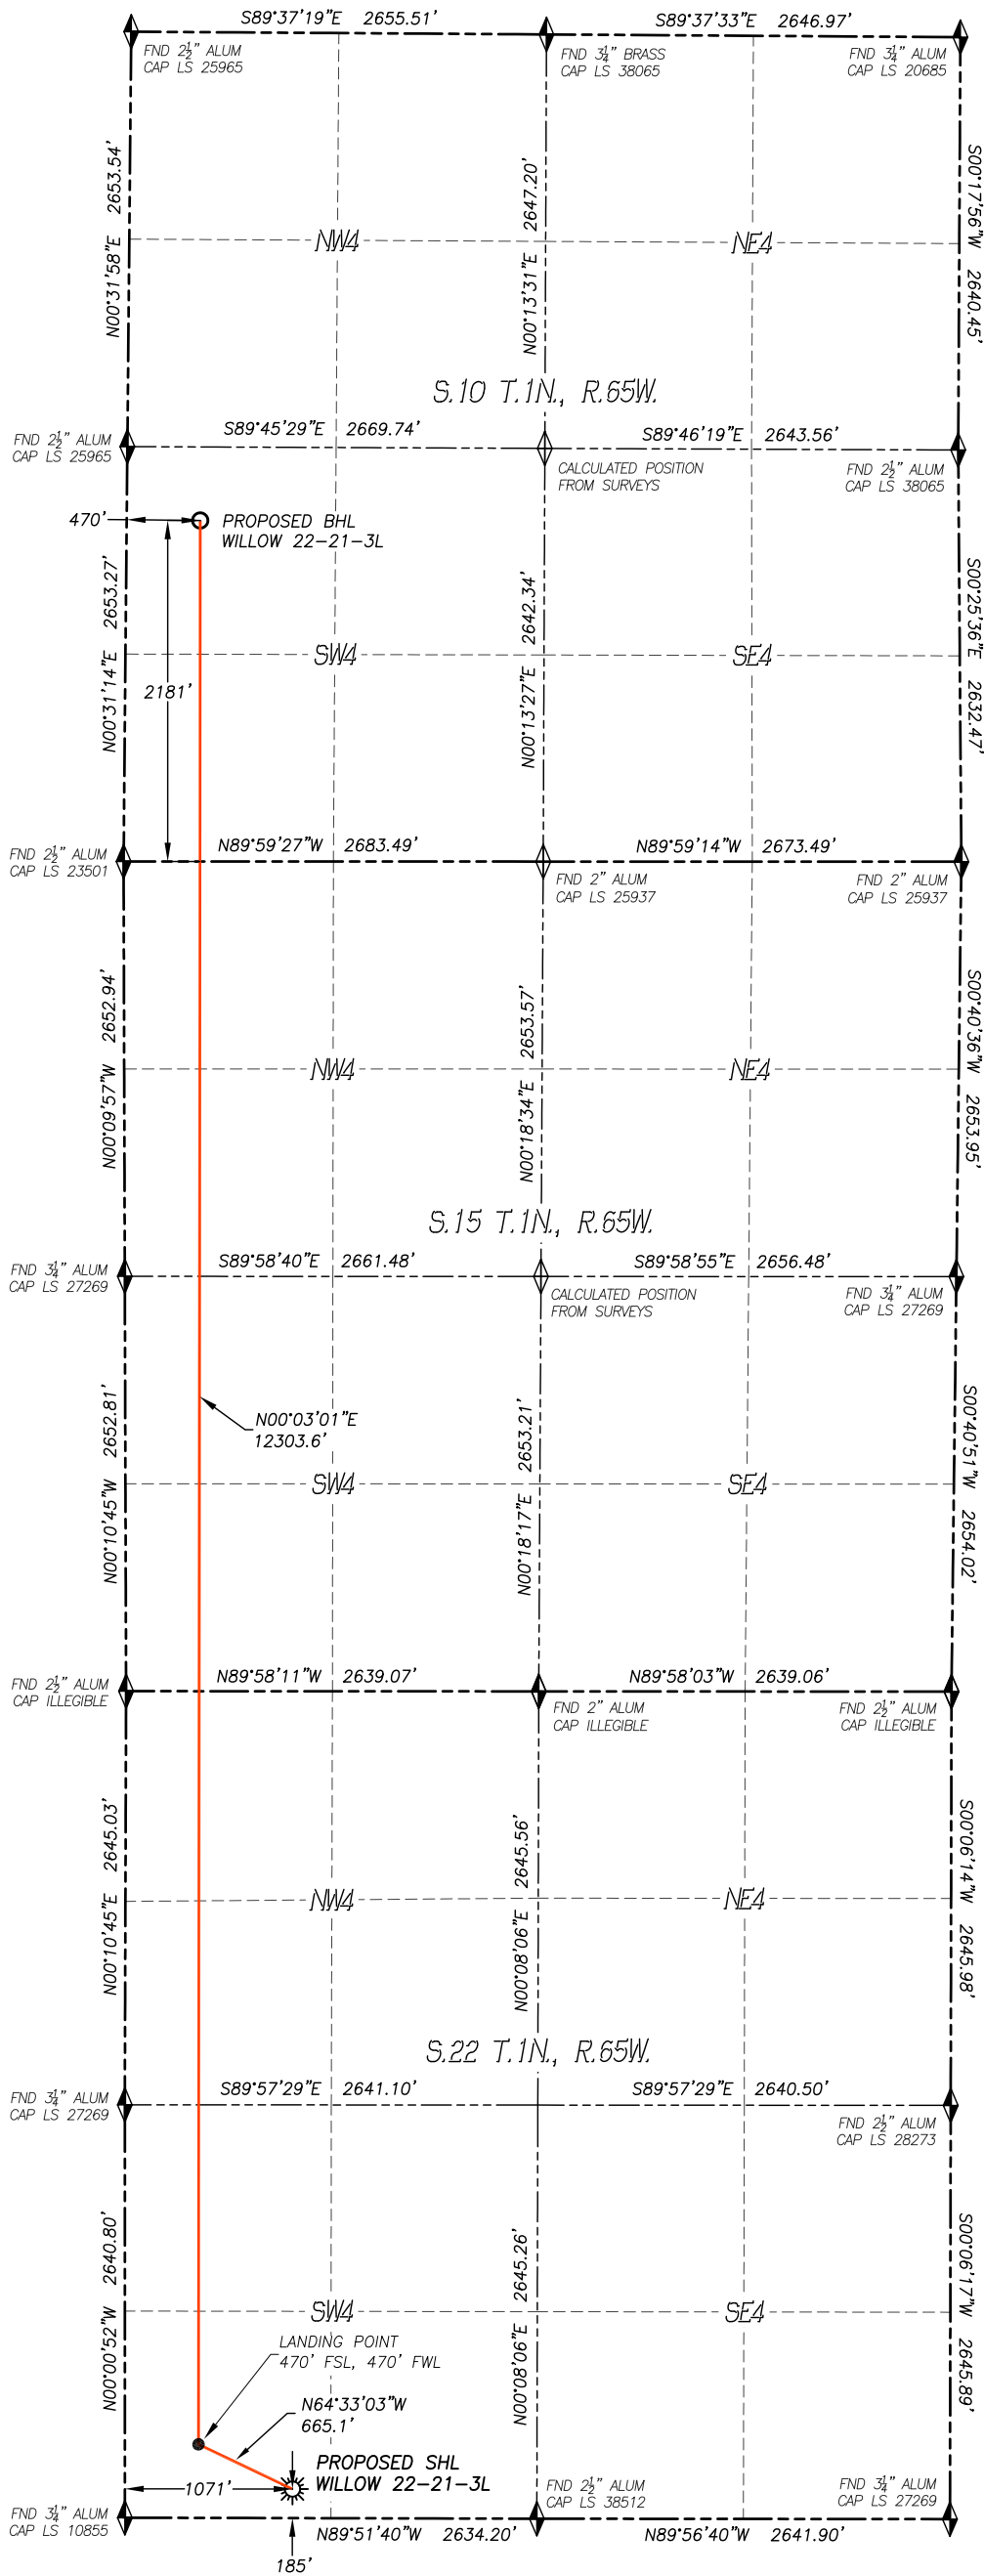 S89°37'19"E 2655.51'
S89°37'33"E 2646.97'
FND 2½" ALUM
CAP LS 25965
FND 3¼" BRASS
CAP LS 38065
FND 3¼" ALUM
CAP LS 20685
N00°31'58"E 2653.54'
N00°13'31"E 2647.20'
S00°17'56"W 2640.45'
NW4
NE4
S.10 T.1N., R.65W.
FND 2½" ALUM
CAP LS 25965
S89°45'29"E 2669.74'
S89°46'19"E 2643.56'
CALCULATED POSITION
FROM SURVEYS
FND 2½" ALUM
CAP LS 38065
470'
PROPOSED BHL
WILLOW 22-21-3L
N00°31'14"E 2653.27'
2181'
N00°13'27"E 2642.34'
S00°25'36"E 2632.47'
SW4
SE4
FND 2½" ALUM
CAP LS 23501
N89°59'27"W 2683.49'
N89°59'14"W 2673.49'
FND 2" ALUM
CAP LS 25937
FND 2" ALUM
CAP LS 25937
N00°09'57"W 2652.94'
N00°18'34"E 2653.57'
S00°40'36"W 2653.95'
NW4
NE4
S.15 T.1N., R.65W.
FND 3¼" ALUM
CAP LS 27269
S89°58'40"E 2661.48'
S89°58'55"E 2656.48'
CALCULATED POSITION
FROM SURVEYS
FND 3¼" ALUM
CAP LS 27269
N00°03'01"E
12303.6'
N00°10'45"W 2652.81'
N00°18'17"E 2653.21'
S00°40'51"W 2654.02'
SW4
SE4
FND 2½" ALUM
CAP ILLEGIBLE
N89°58'11"W 2639.07'
N89°58'03"W 2639.06'
FND 2" ALUM
CAP ILLEGIBLE
FND 2½" ALUM
CAP ILLEGIBLE
N00°10'45"E 2645.03'
N00°08'06"E 2645.56'
S00°06'14"W 2645.98'
NW4
NE4
S.22 T.1N., R.65W.
FND 3¼" ALUM
CAP LS 27269
S89°57'29"E 2641.10'
S89°57'29"E 2640.50'
FND 2½" ALUM
CAP LS 28273
N00°00'52"W 2640.80'
N00°08'06"E 2645.26'
S00°06'17"W 2645.89'
SW4
SE4
LANDING POINT
470' FSL, 470' FWL
N64°33'03"W
665.1'
PROPOSED SHL
WILLOW 22-21-3L
1071'
FND 3¼" ALUM
CAP LS 10855
FND 2½" ALUM
CAP LS 38512
FND 3¼" ALUM
CAP LS 27269
N89°51'40"W 2634.20'
N89°56'40"W 2641.90'
185'